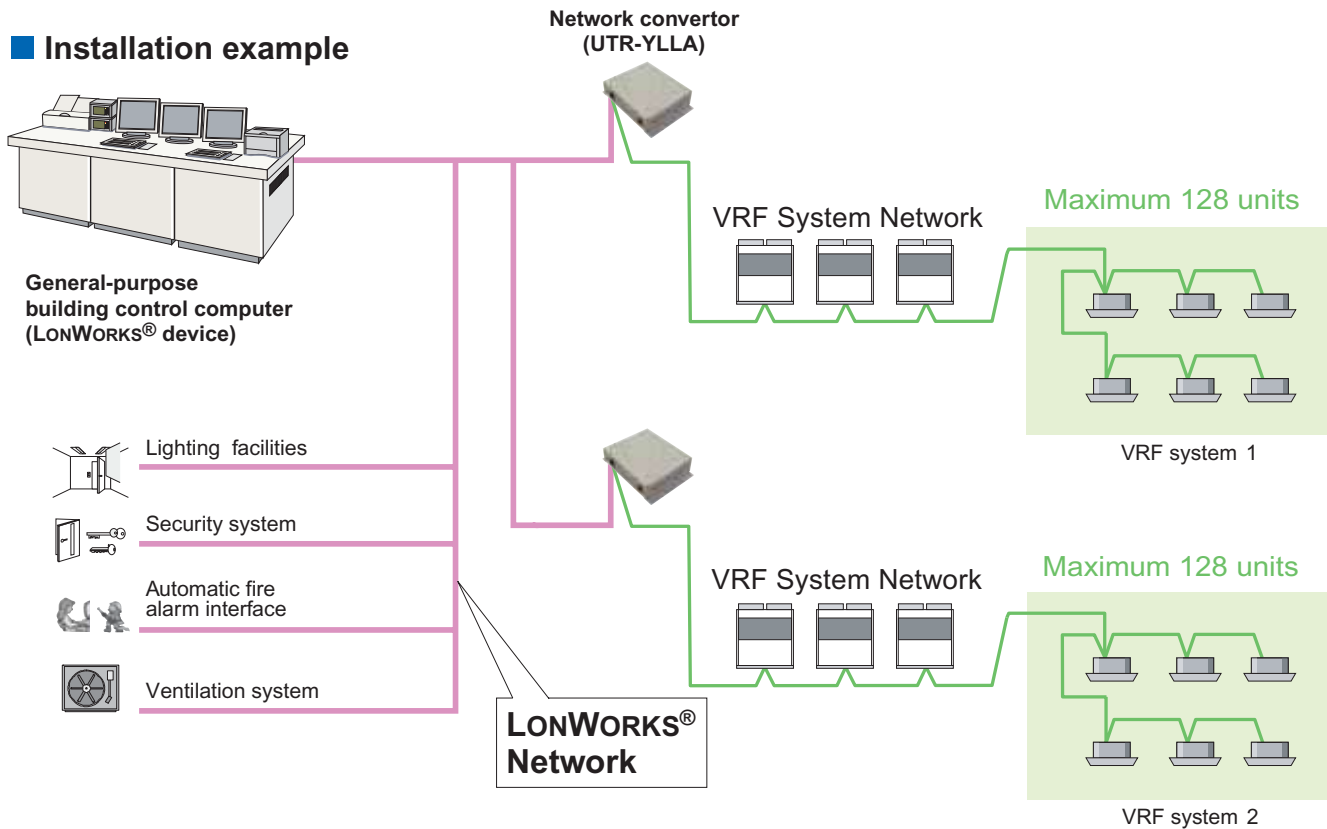 Installation example
Network convertor
(UTR-YLLA)
General-purpose
building control computer
(LONWORKS® device)
VRF System Network
Maximum 128 units
VRF system 1
Lighting facilities
Security system
Automatic fire
alarm interface
Ventilation system
LONWORKS®
Network
VRF System Network
Maximum 128 units
VRF system 2